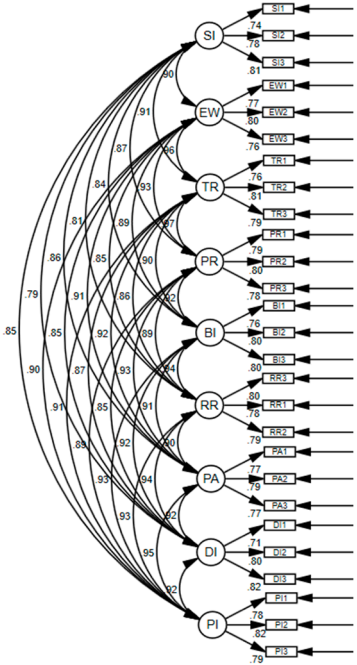 SI1
.74
SI
SI2
.78
SI3
.81
.90
EW1
.77
EW
EW2
.80
EW3
.76
.91
.87
.96
TR1
.76
.84
.93
TR
TR2
.81
TR3
.79
.81
.89
.97
PR1
.79
.86
.85
.90
PR
PR2
.80
PR3
.78
.79
.91
.86
.92
BI1
.76
.85
.85
.92
.89
BI
BI2
.80
BI3
.80
.90
.87
.93
.94
RR3
.80
.91
.85
.91
RR
RR1
.78
RR2
.79
.89
.92
.90
PA1
.77
.93
.94
PA
PA2
.79
PA3
.77
.93
.92
DI1
.71
.95
DI
DI2
.80
DI3
.82
.92
PI1
.78
PI
PI2
.82
PI3
.79